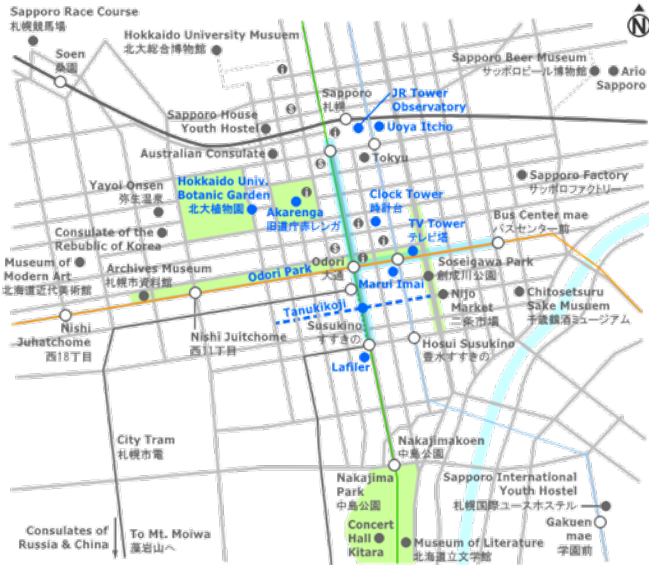 Sapporo Race Course
札幌競馬場
Soen
桑園
Hokkaido University Musuem
北大総合博物館
N
Sapporo Beer Museum
サッポロビール博物館
Ario
Sapporo
Sapporo
札幌
JR Tower
Observatory
Uoya Itcho
Sapporo House
Youth Hostel
Australian Consulate
Tokyu
Yayoi Onsen
弥生温泉
Hokkaido Univ.
Botanic Garden
北大植物園
Akarenga
旧道庁赤レンガ
Clock Tower
時計台
Sapporo Factory
サッポロファクトリー
Consulate of the
Rebublic of Korea
TV Tower
テレビ塔
Bus Center mae
バスセンター前
Museum of
Modern Art
北海道近代美術館
Archives Museum
札幌市資料館
Odori Park
Odori
大通
Marui Imai
Soseigawa Park
創成川公園
Nijo
Market
二条市場
Chitosetsuru
Sake Musuem
千歳鶴酒ミュージアム
Tanukikoji
Nishi
Juhatchome
西18丁目
Nishi Juitchome
西11丁目
Susukino
すすきの
Hosui Susukino
豊水すすきの
Lafiler
City Tram
札幌市電
Nakajimakoen
中島公園
Nakajima
Park
中島公園
Sapporo International
Youth Hostel
札幌国際ユースホステル
Gakuen
mae
学園前
Consulates of
Russia & China
To Mt. Moiwa
藻岩山へ
Concert
Hall
Kitara
Museum of Literature
北海道立文学館